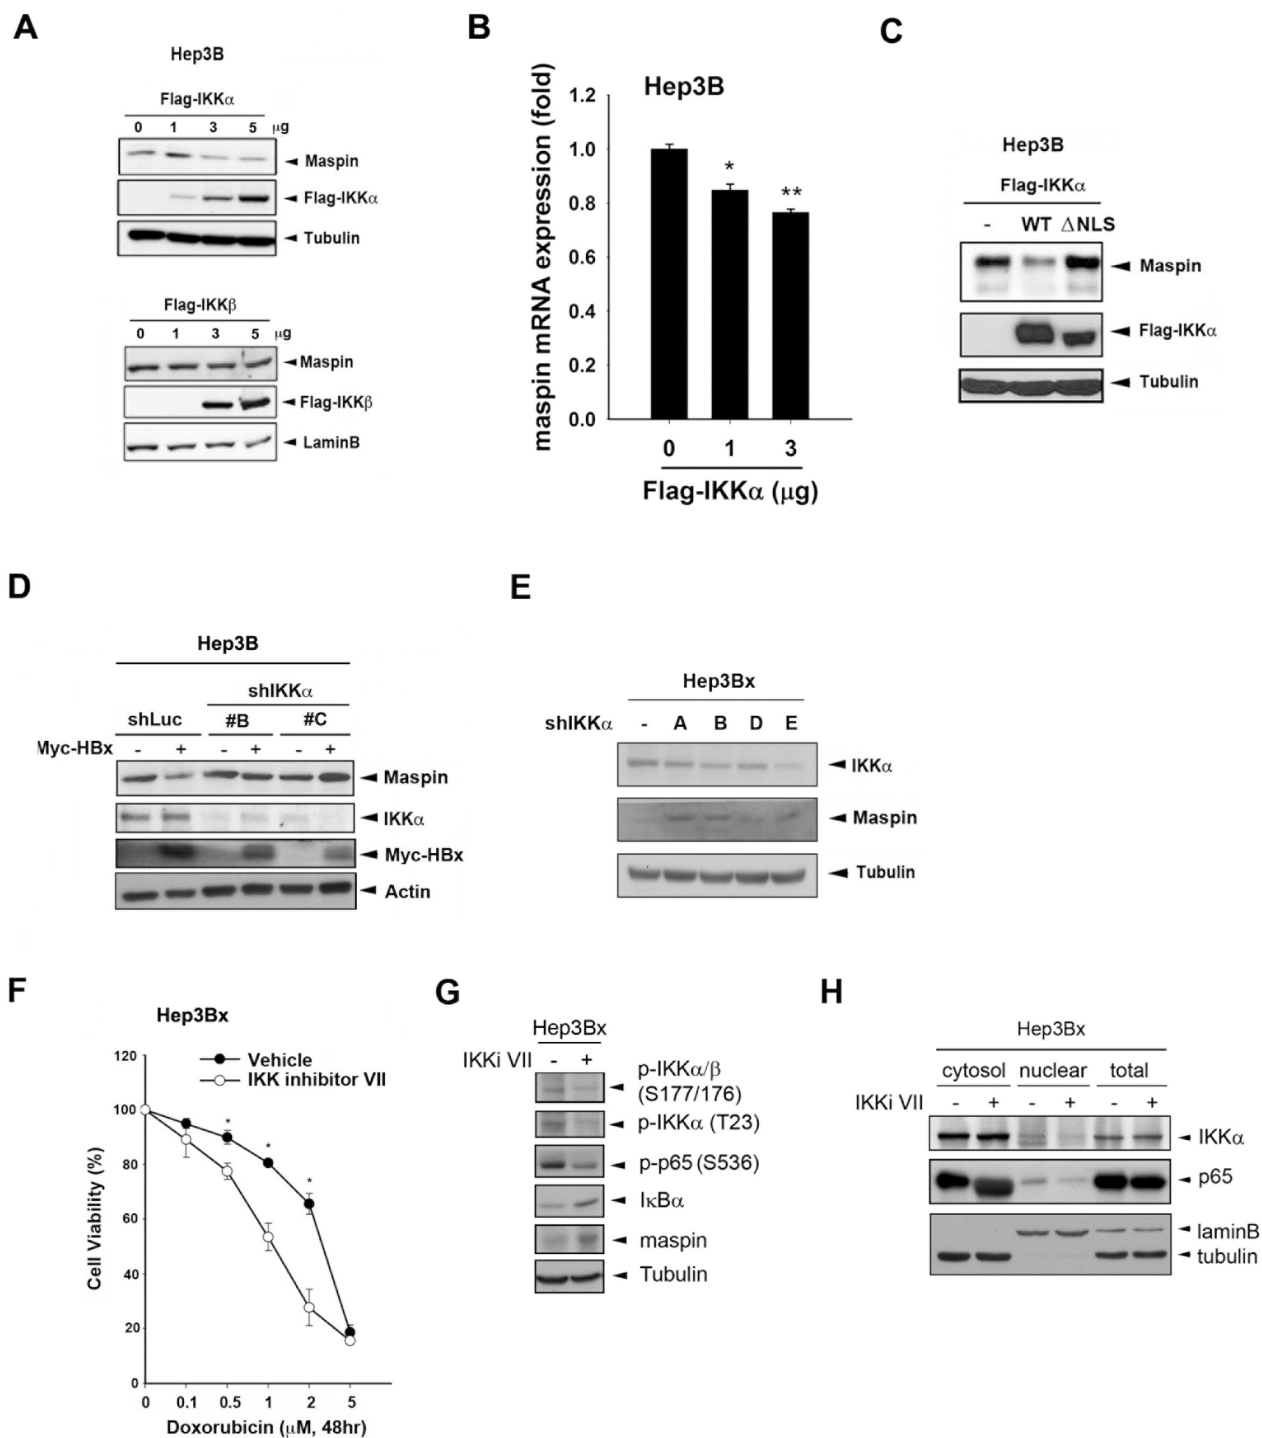 A
Hep3B
Flag-IKKα
0 1 3 5 μg
Maspin
Flag-IKKα
Tubulin
Flag-IKKβ
0 1 3 5 μg
Maspin
Flag-IKKβ
LaminB
B
Hep3B
maspin mRNA expression (fold)
1.2
1.0
0.8
0.6
0.4
0.2
0.0
*
**
0 1 3
Flag-IKKα (μg)
C
Hep3B
Flag-IKKα
- WT ΔNLS
Maspin
Flag-IKKα
Tubulin
D
Hep3B
shIKKα
shLuc #B #C
Myc-HBx - + - + - +
Maspin
IKKα
Myc-HBx
Actin
E
Hep3Bx
shIKKα - A B D E
IKKα
Maspin
Tubulin
F
Hep3Bx
Vehicle
IKK inhibitor VII
Cell Viability (%)
120
100
80
60
40
20
0
*
*
*
0 0.1 0.5 1 2 5
Doxorubicin (μM, 48hr)
G
Hep3Bx
IKKi VII - +
p-IKKα/β
(S177/176)
p-IKKα (T23)
p-p65 (S536)
IκBα
maspin
Tubulin
H
Hep3Bx
cytosol nuclear total
IKKi VII - + - + - +
IKKα
p65
laminB
tubulin